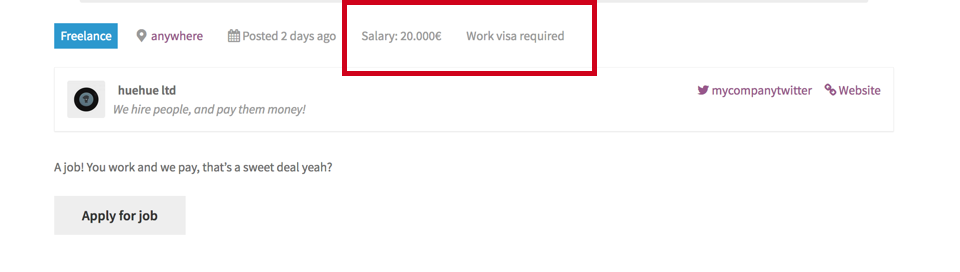 Freelance anywhere Posted 2 days ago Salary: 20.000€ Work visa required
huehue ltd mycompanytwitter Website
We hire people, and pay them money!
A job! You work and we pay, that's a sweet deal yeah?
Apply for job